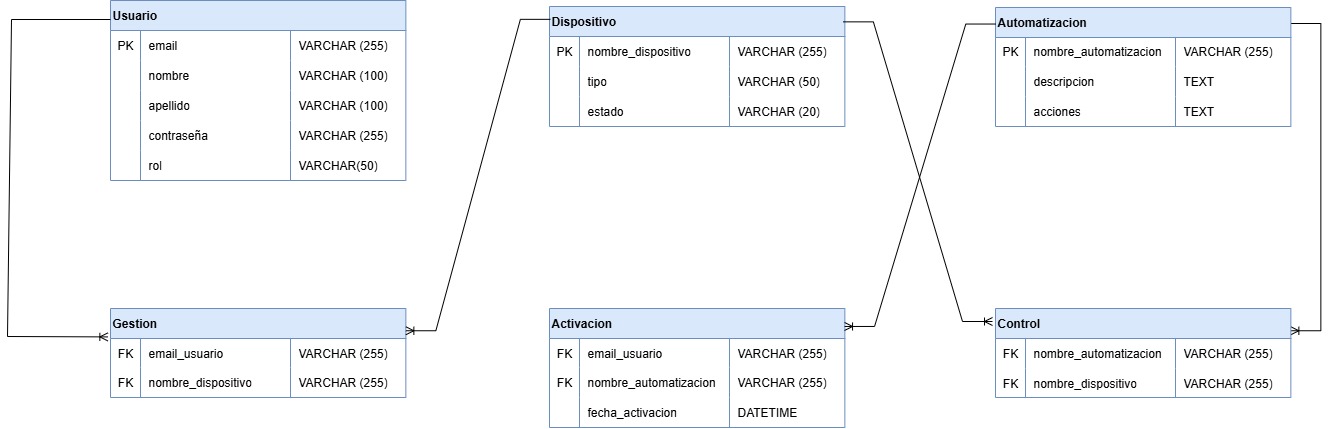 Usuario
PK email VARCHAR (255)
nombre VARCHAR (100)
apellido VARCHAR (100)
contraseña VARCHAR (255)
rol VARCHAR(50)
Dispositivo
PK nombre_dispositivo VARCHAR (255)
tipo VARCHAR (50)
estado VARCHAR (20)
Automatizacion
PK nombre_automatizacion VARCHAR (255)
descripcion TEXT
acciones TEXT
Gestion
FK email_usuario VARCHAR (255)
FK nombre_dispositivo VARCHAR (255)
Activacion
FK email_usuario VARCHAR (255)
FK nombre_automatizacion VARCHAR (255)
fecha_activacion DATETIME
Control
FK nombre_automatizacion VARCHAR (255)
FK nombre_dispositivo VARCHAR (255)